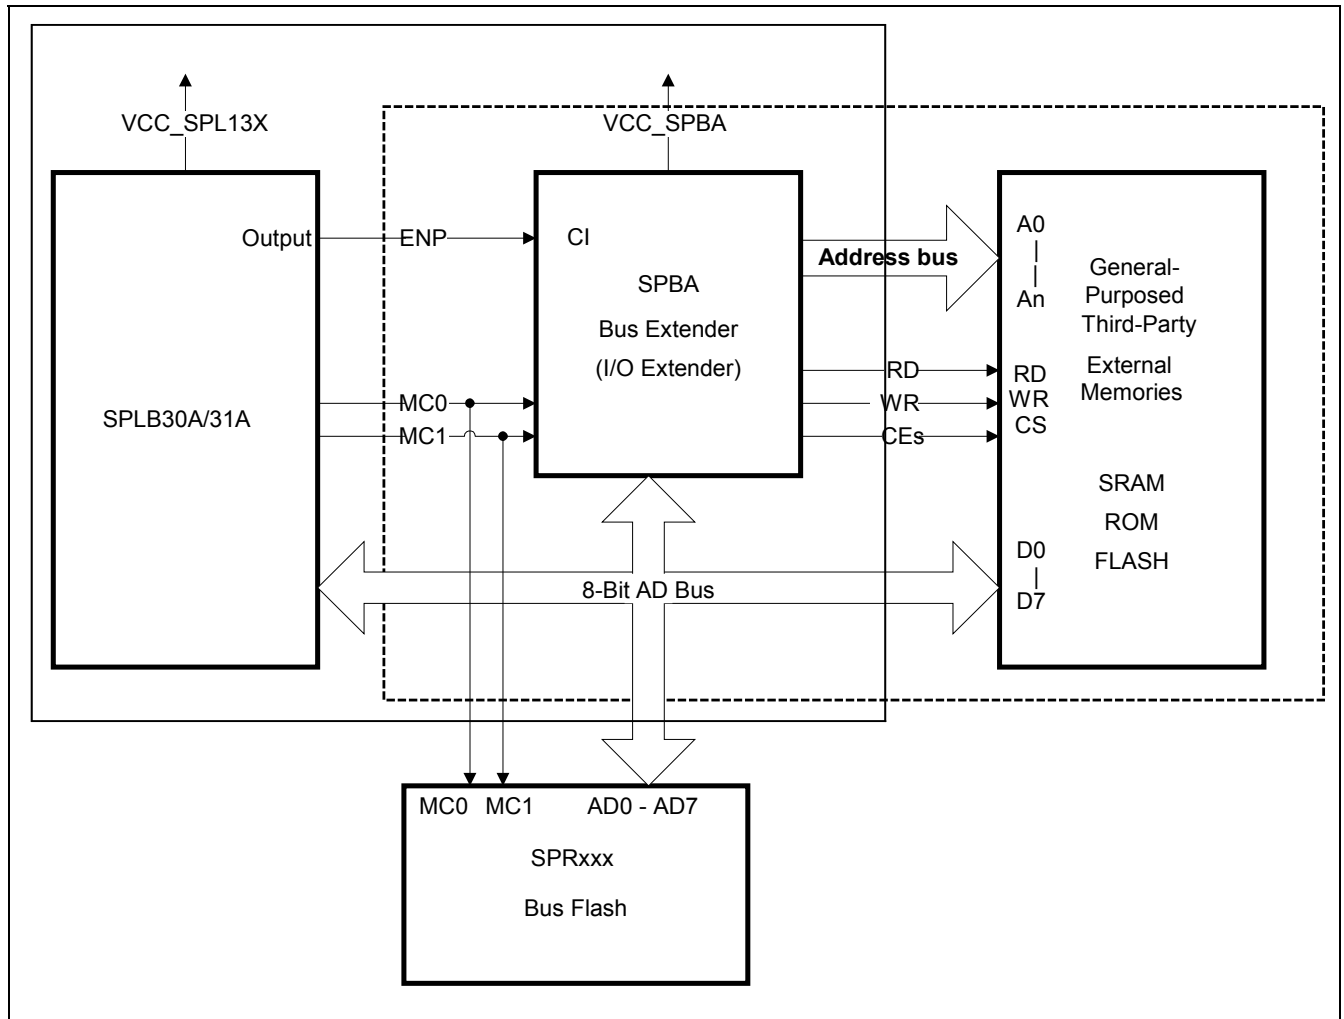 VCC_SPL13X
VCC_SPBA
Output
ENP
CI
SPBA
Bus Extender
(I/O Extender)
Address bus
A0
An
General-
Purposed
Third-Party
External
Memories
SPLB30A/31A
MC0
MC1
RD
WR
CEs
RD
WR
CS
SRAM
ROM
FLASH
D0
D7
8-Bit AD Bus
MC0 MC1 AD0 - AD7
SPRxxx
Bus Flash